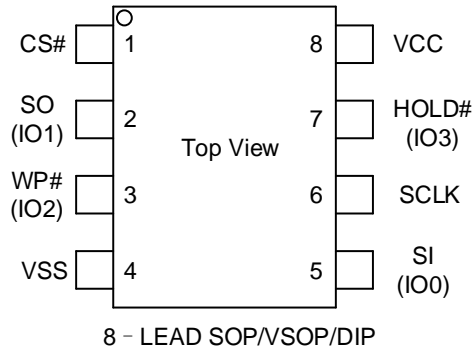 CS#
1
8
VCC
SO
(IO1)
2
7
HOLD#
(IO3)
Top View
WP#
(IO2)
3
6
SCLK
VSS
4
5
SI
(IO0)
8 - LEAD SOP/VSOP/DIP